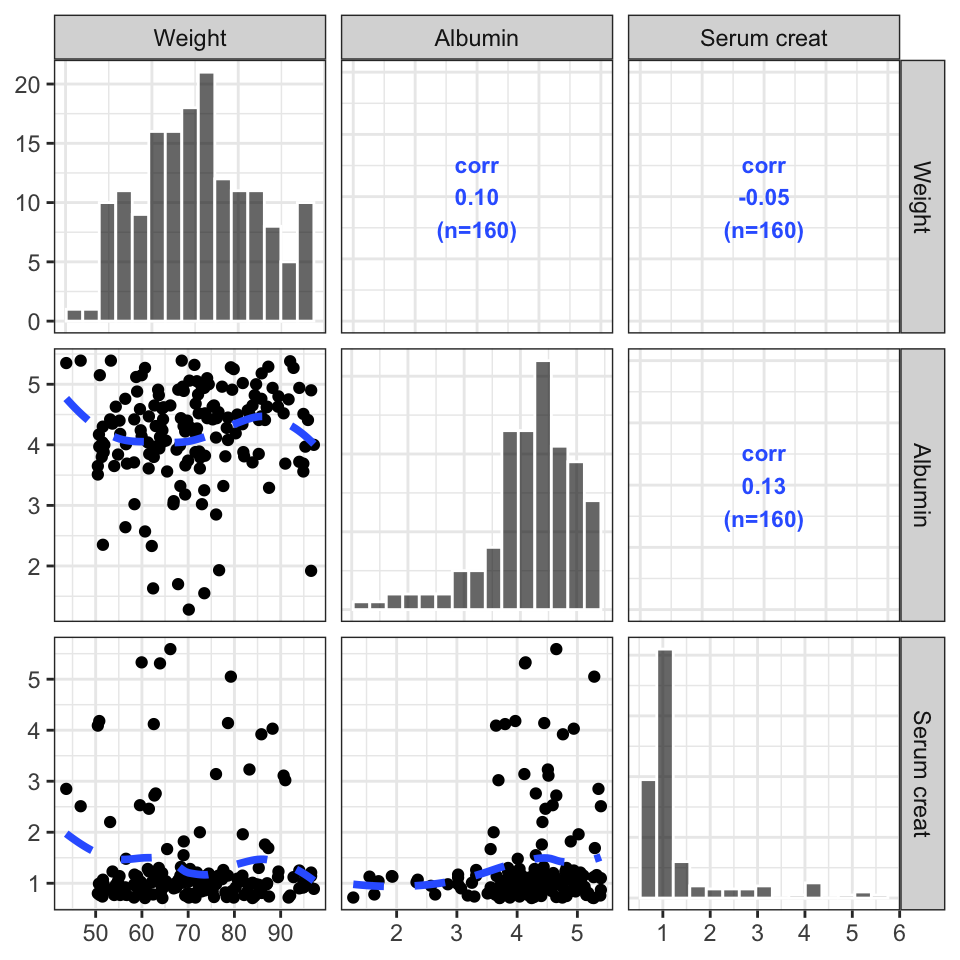 Weight Albumin Serum creat
20
15
10
5
0
corr
0.10
(n=160)
corr
-0.05
(n=160)
Weight
5
4
3
2
corr
0.13
(n=160)
Albumin
5
4
3
2
1
Serum creat
50 60 70 80 90
2 3 4 5
1 2 3 4 5 6